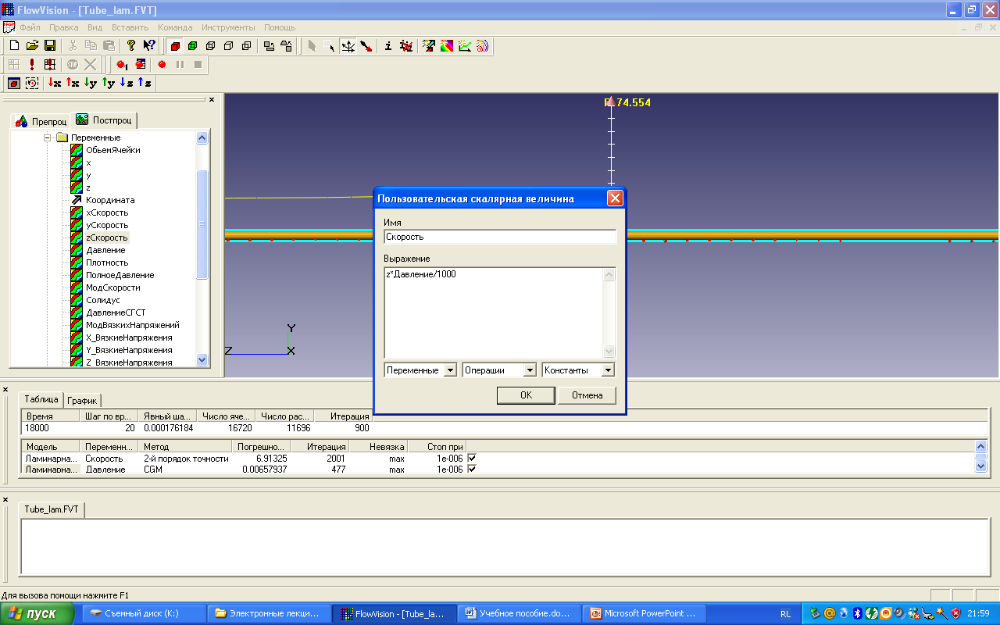 FlowVision - [Tube_lam.FVT]
Файл Правка Вид Вставить Команда Инструменты Помощь
x x y y z z
74.554
Препроц Постпроц
Переменные
ОбъемЯчейки
x
y
z
Координата
xСкорость
yСкорость
zСкорость
Давление
Плотность
ПолноеДавление
МодСкорости
Солидус
ДавлениеСГСТ
МодВязкихНапряжений
X_ВязкиеНапряжения
Y_ВязкиеНапряжения
Z_ВязкиеНапряжения
Y
Z X
Пользовательская скалярная величина
Имя
Скорость
Выражение
z*Давление/1000
Переменные Операции Константы
OK Отмена
Таблица График
Время Шаг по вр... Явный ша... Число яче... Число рас... Итерация
18000 20 0.000176184 16720 11696 900
Модель Переменн... Метод Погрешно... Итерация Невязка Стоп при
Ламинарна... Скорость 2-й порядок точности 6.91325 2001 max 1e-006
Ламинарна... Давление CGM 0.00657937 477 max 1e-006
Tube_lam.FVT
Для вызова помощи нажмите F1
пуск Съемный диск (K:) Электронные лекци... FlowVision - [Tube_la... Учебное пособие.do... Microsoft PowerPoint ... RL 21:59